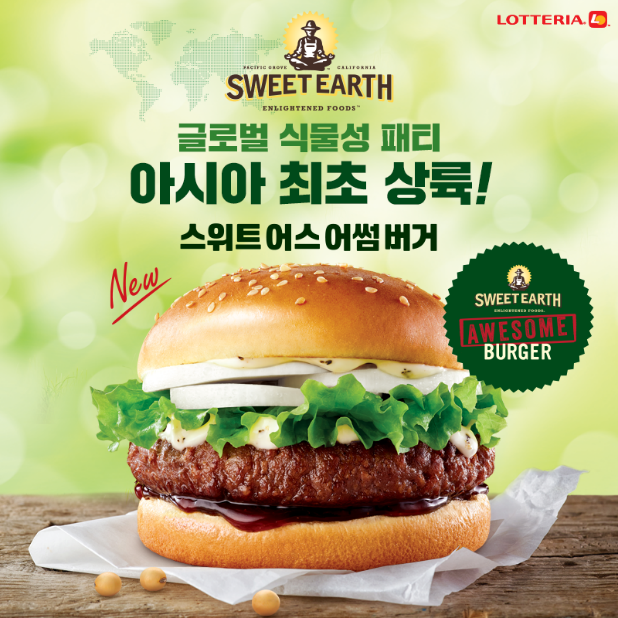 LOTTERIA
PACIFIC GROVE CALIFORNIA
SWEET EARTH
ENLIGHTENED FOODS™
글로벌 식물성 패티
아시아 최초 상륙!
스위트 어스 어썸 버거
New
SWEET EARTH
ENLIGHTENED FOODS
AWESOME
BURGER